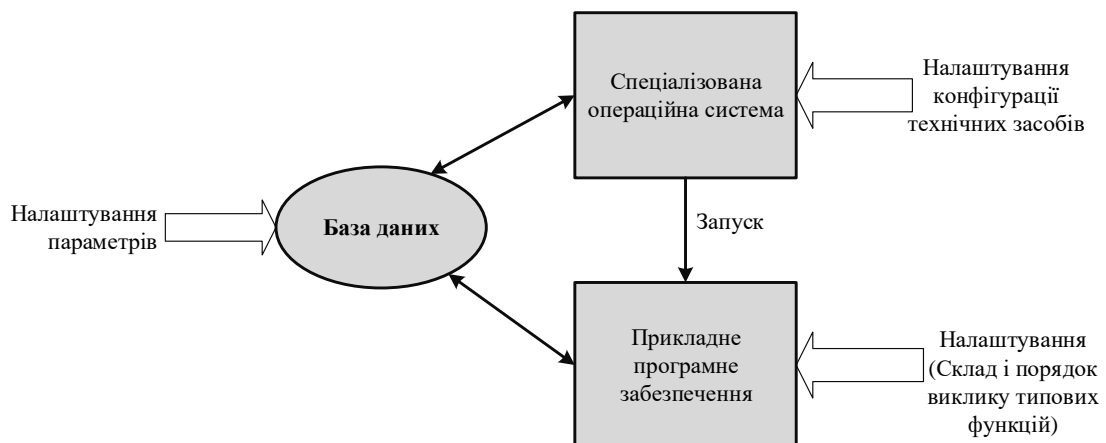 Спеціалізована
операційна система
Налаштування
конфігурації
технічних засобів
Налаштування
параметрів
База даних
Запуск
Прикладне
програмне
забезпечення
Налаштування
(Склад і порядок
виклику типових
функцій)